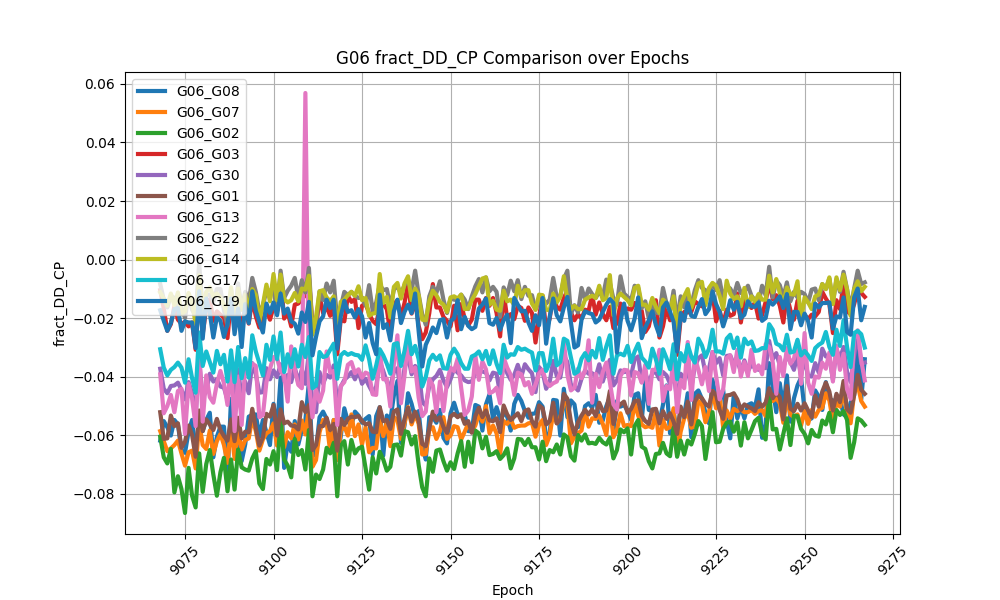 G06 fract_DD_CP Comparison over Epochs
0.06
0.04
0.02
0.00
−0.02
−0.04
−0.06
−0.08
fract_DD_CP
G06_G08
G06_G07
G06_G02
G06_G03
G06_G30
G06_G01
G06_G13
G06_G22
G06_G14
G06_G17
G06_G19
9075
9100
9125
9150
9175
9200
9225
9250
9275
Epoch